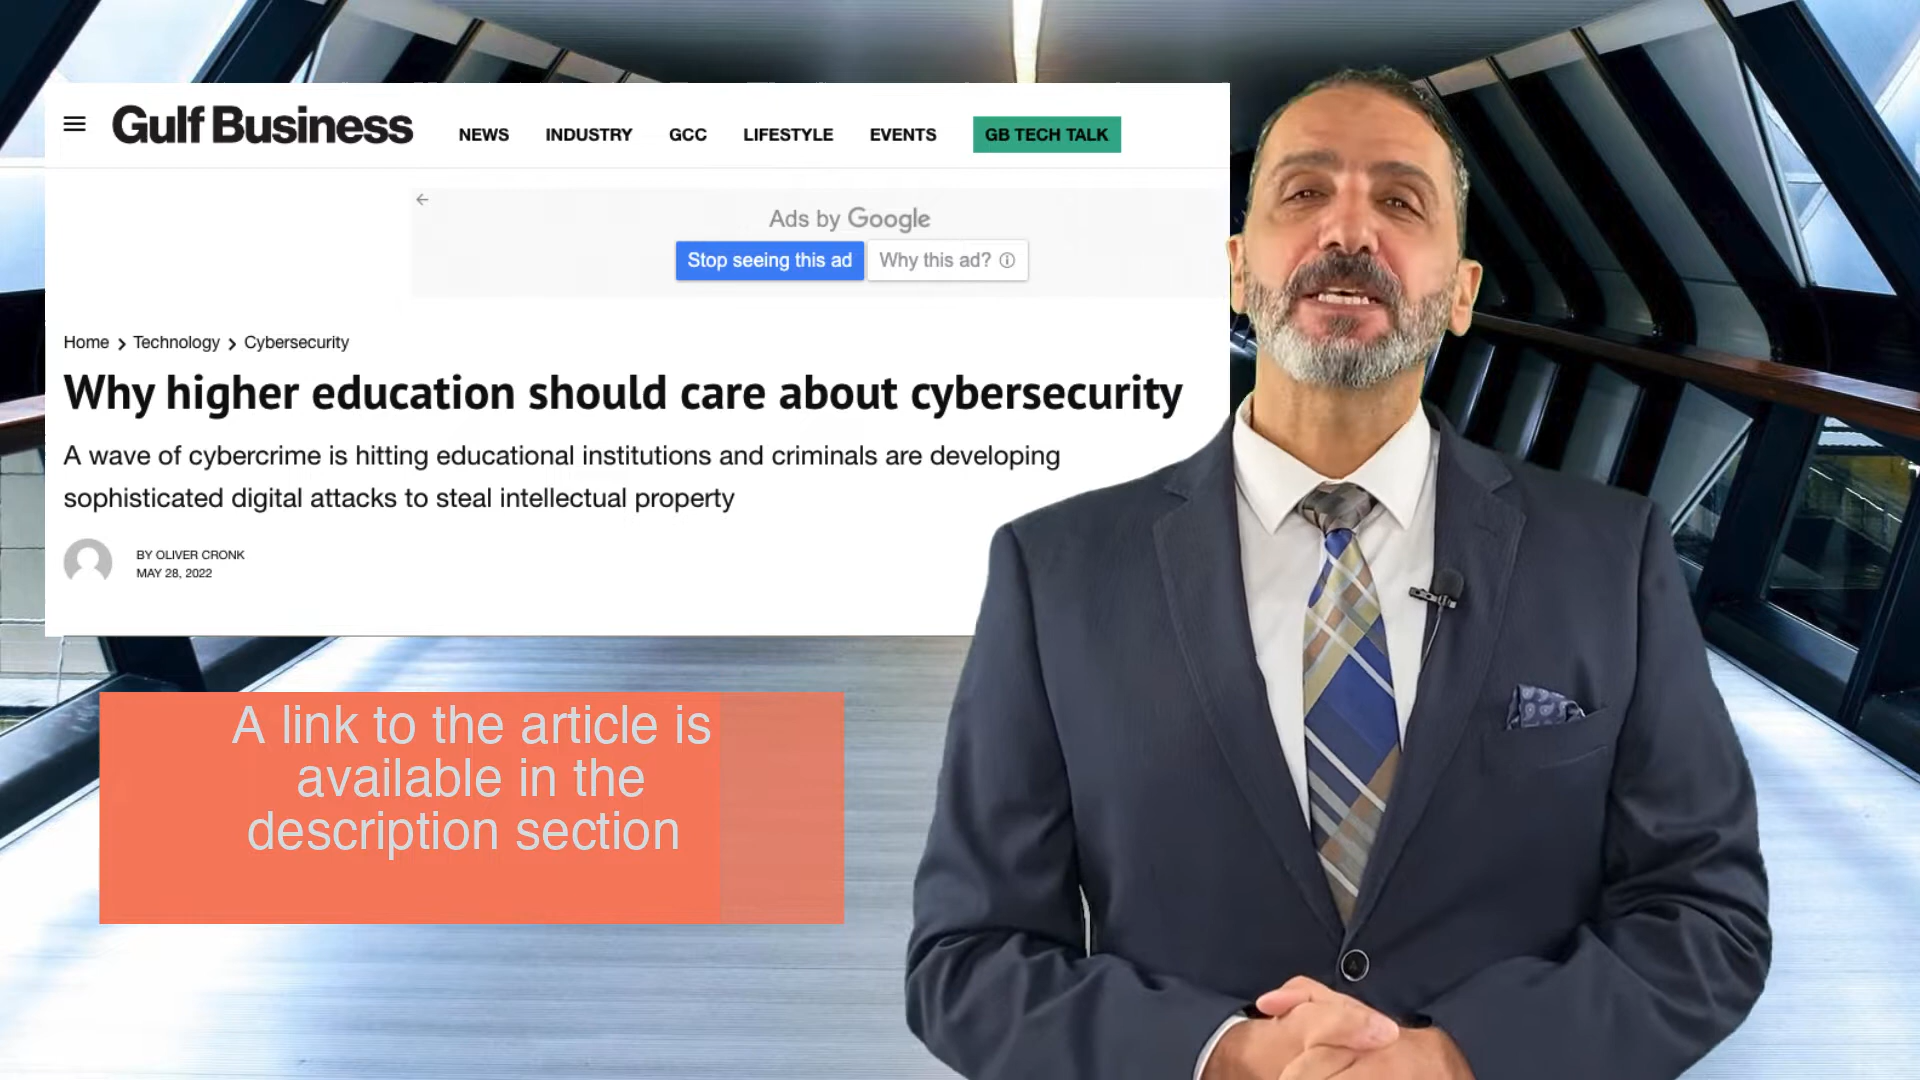 Gulf Business
NEWS INDUSTRY GCC LIFESTYLE EVENTS GB TECH TALK
Ads by Google
Stop seeing this ad Why this ad?
Home > Technology > Cybersecurity
Why higher education should care about cybersecurity
A wave of cybercrime is hitting educational institutions and criminals are developing
sophisticated digital attacks to steal intellectual property
BY OLIVER CRONK
MAY 28, 2022
A link to the article is
available in the
description section